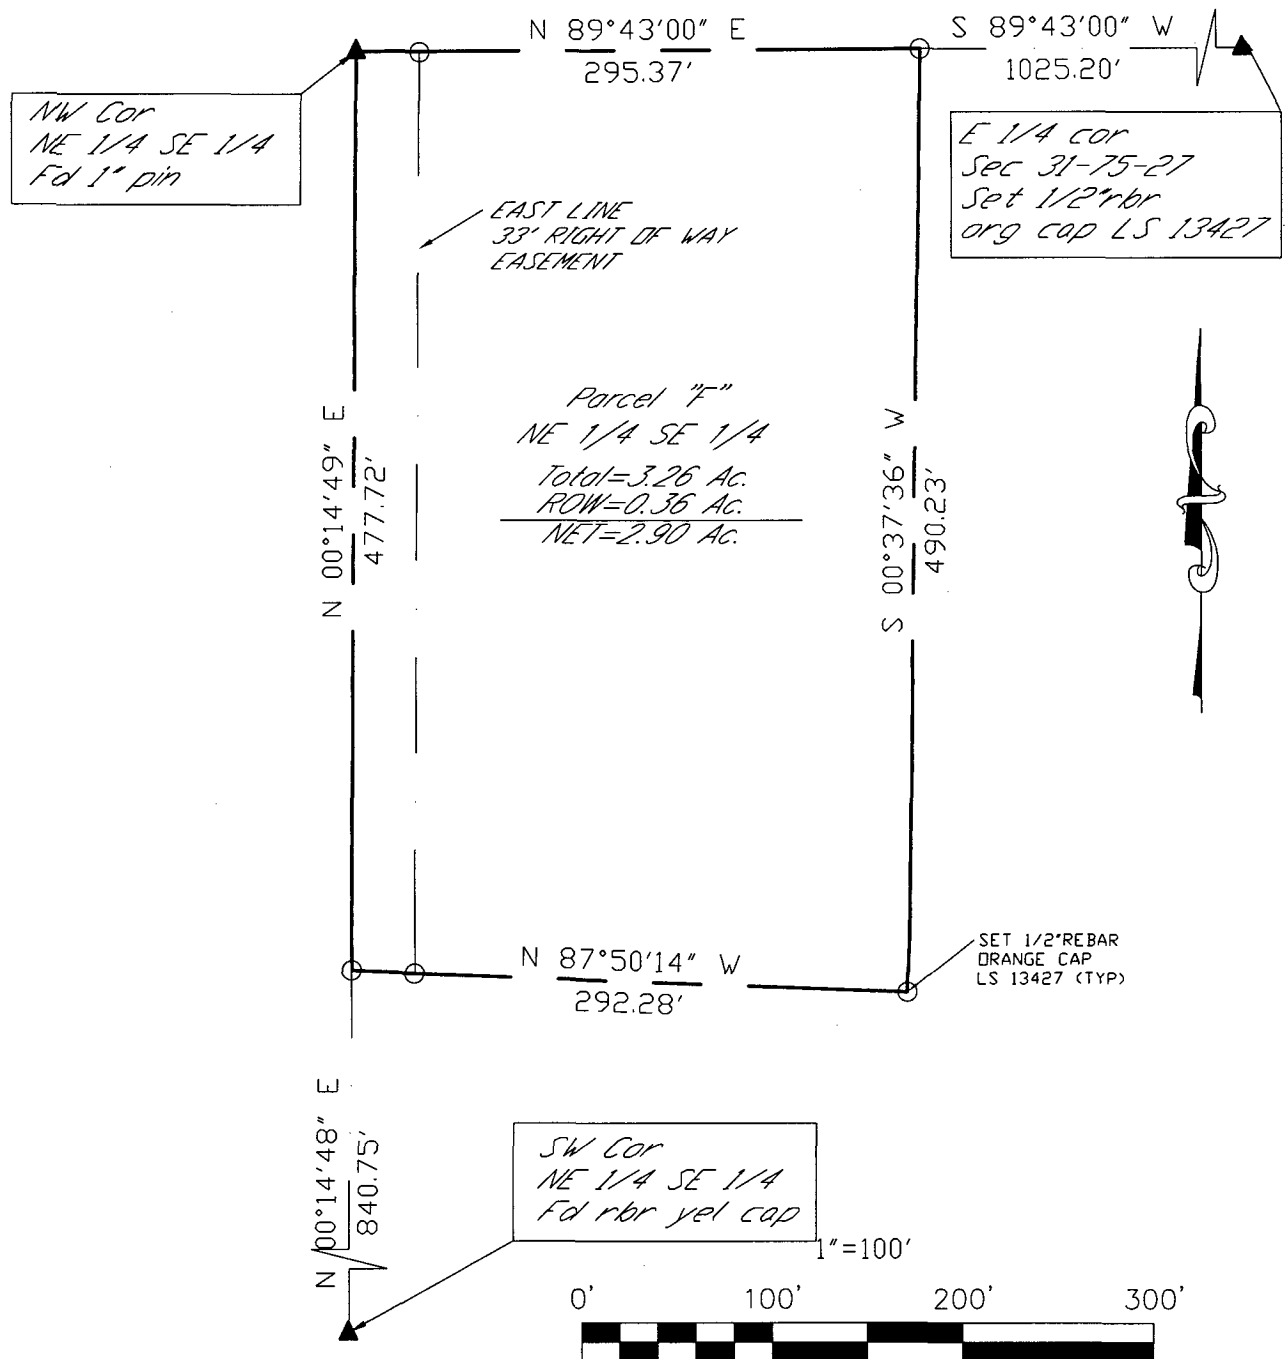 N 89°43'00" E
295.37'
S 89°43'00" W
1025.20'
NW Cor
NE 1/4 SE 1/4
Fd 1" pin
E 1/4 cor
Sec 31-75-27
Set 1/2"rbr
org cap LS 13427
EAST LINE
33' RIGHT OF WAY
EASEMENT
Parcel "F"
NE 1/4 SE 1/4
Total=3.26 Ac.
ROW=0.36 Ac.
NET=2.90 Ac.
N 00°14'49" E
477.72'
S 00°37'36" W
490.23'
N 87°50'14" W
292.28'
SET 1/2"REBAR
ORANGE CAP
LS 13427 (TYP)
N 00°14'48" E
840.75'
SW Cor
NE 1/4 SE 1/4
Fd rbr yel cap
1"=100'
0' 100' 200' 300'